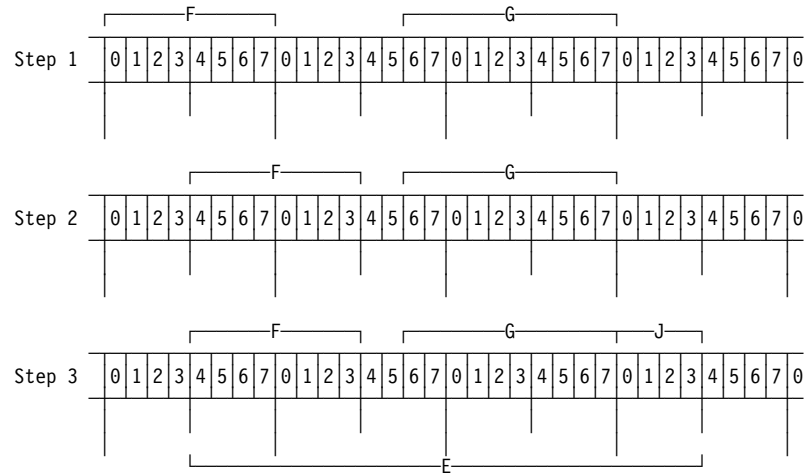 F G
Step 1 0 1 2 3 4 5 6 7 0 1 2 3 4 5 6 7 0 1 2 3 4 5 6 7 0 1 2 3 4 5 6 7 0
F G
Step 2 0 1 2 3 4 5 6 7 0 1 2 3 4 5 6 7 0 1 2 3 4 5 6 7 0 1 2 3 4 5 6 7 0
F G J
Step 3 0 1 2 3 4 5 6 7 0 1 2 3 4 5 6 7 0 1 2 3 4 5 6 7 0 1 2 3 4 5 6 7 0
E